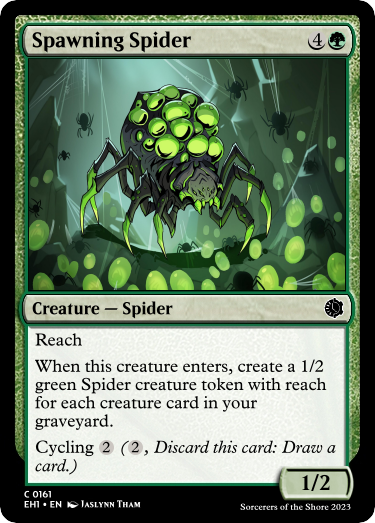 Spawning Spider 4
Creature — Spider
Reach
When this creature enters, create a 1/2
green Spider creature token with reach
for each creature card in your
graveyard.
Cycling 2 (2, Discard this card: Draw a
card.)
1/2
C 0161
EH1 • EN Jaslynn Tham
Sorcerers of the Shore 2023